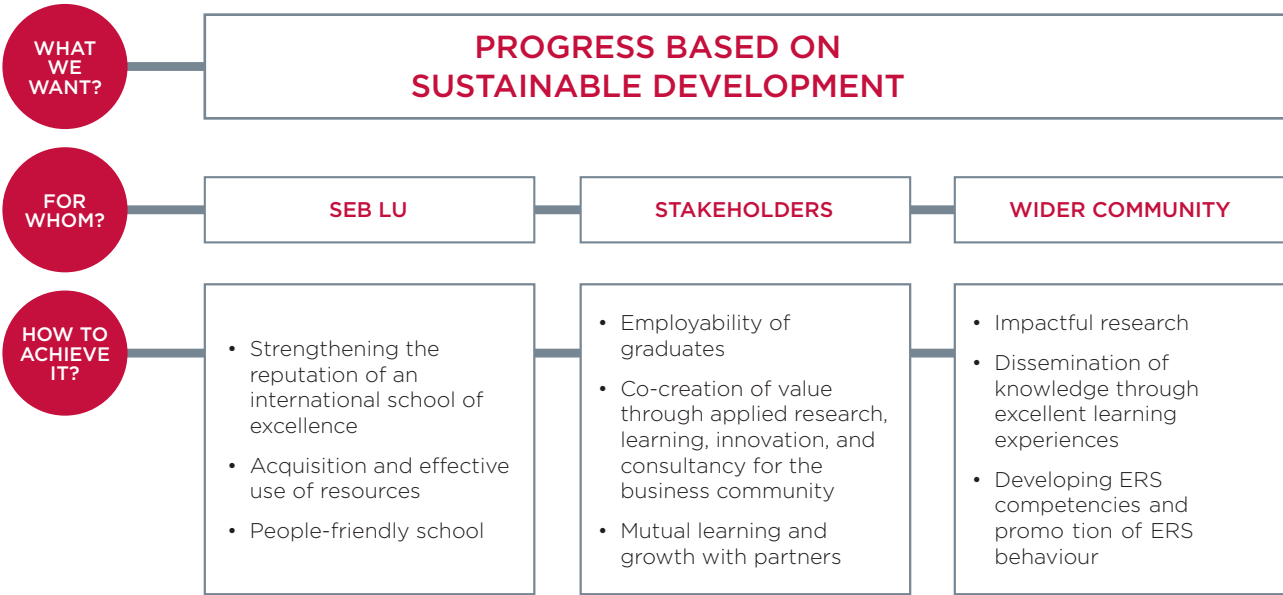 WHAT
WE
WANT?
PROGRESS BASED ON
SUSTAINABLE DEVELOPMENT
FOR
WHOM?
SEB LU
STAKEHOLDERS
WIDER COMMUNITY
HOW TO
ACHIEVE
IT?
• Strengthening the
reputation of an
international school of
excellence
• Acquisition and effective
use of resources
• People-friendly school
• Employability of
graduates
• Co-creation of value
through applied research,
learning, innovation, and
consultancy for the
business community
• Mutual learning and
growth with partners
• Impactful research
• Dissemination of
knowledge through
excellent learning
experiences
• Developing ERS
competencies and
promo tion of ERS
behaviour